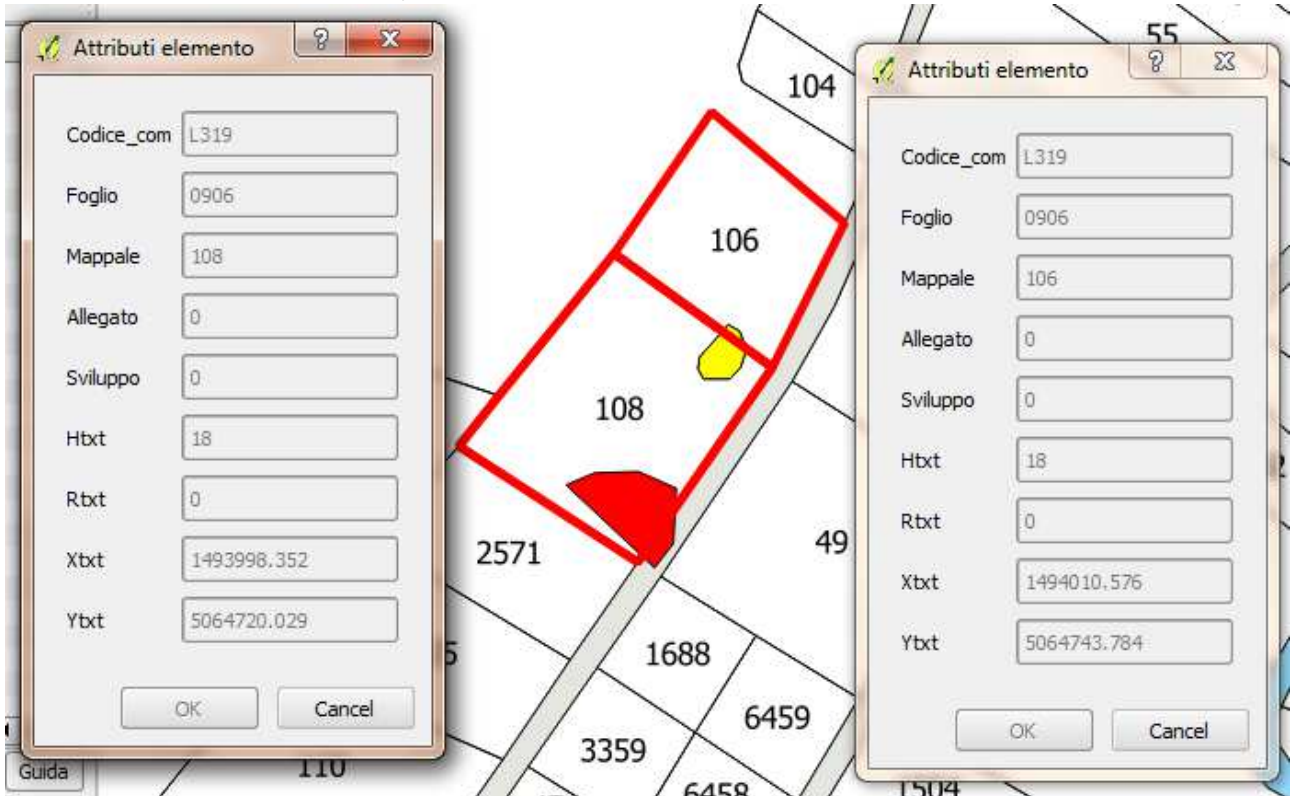 Attributi elemento
Codice_com L319
Foglio 0906
Mappale 108
Allegato 0
Sviluppo 0
Htxt 18
Rtxt 0
Xtxt 1493998.352
Ytxt 5064720.029
OK Cancel
Guida
55
104
106
108
2571
49
1688
6459
3359
6458
110
1504
5
2
Attributi elemento
Codice_com L319
Foglio 0906
Mappale 106
Allegato 0
Sviluppo 0
Htxt 18
Rtxt 0
Xtxt 1494010.576
Ytxt 5064743.784
OK Cancel